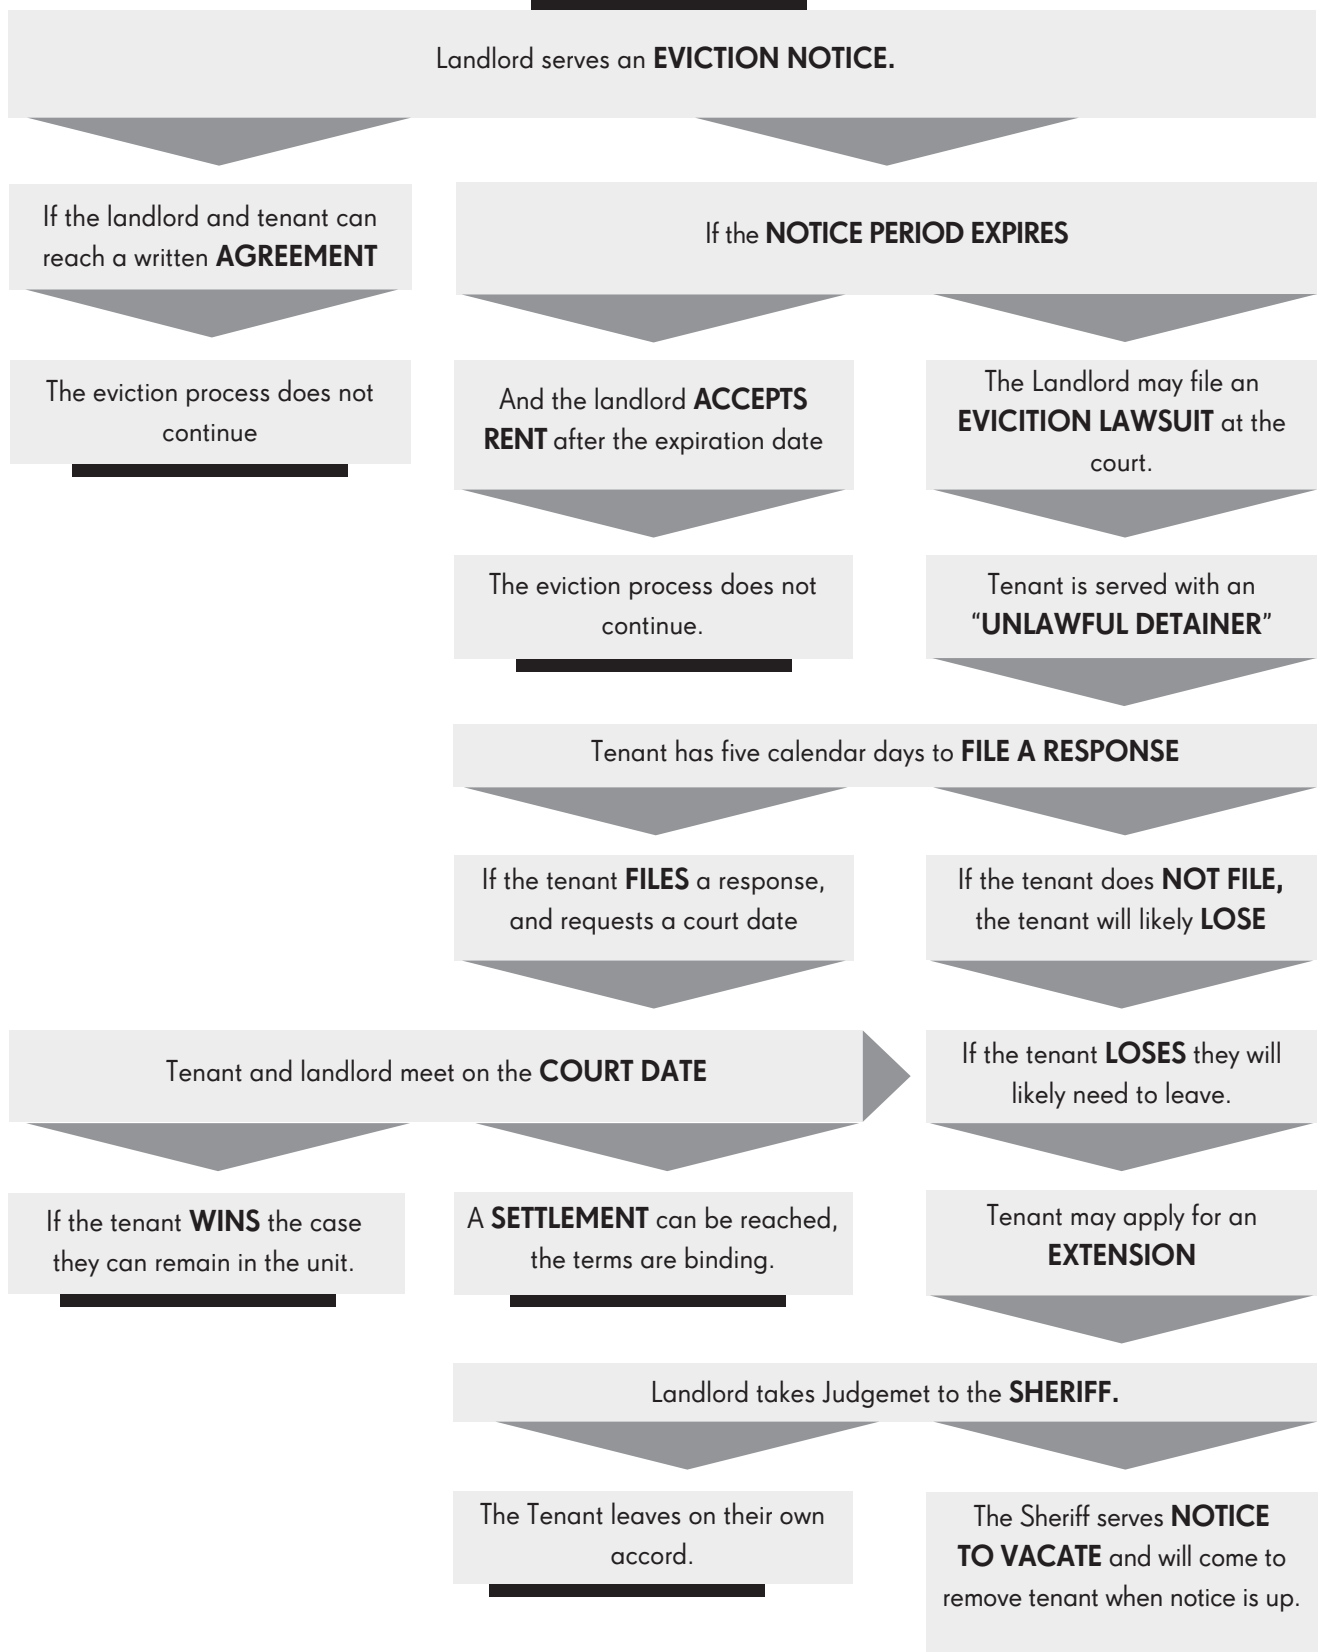 Landlord serves an EVICTION NOTICE.
If the landlord and tenant can
reach a written AGREEMENT
If the NOTICE PERIOD EXPIRES
The eviction process does not
continue
And the landlord ACCEPTS
RENT after the expiration date
The Landlord may file an
EVICITION LAWSUIT at the
court.
The eviction process does not
continue.
Tenant is served with an
“UNLAWFUL DETAINER”
Tenant has five calendar days to FILE A RESPONSE
If the tenant FILES a response,
and requests a court date
If the tenant does NOT FILE,
the tenant will likely LOSE
Tenant and landlord meet on the COURT DATE
If the tenant LOSES they will
likely need to leave.
If the tenant WINS the case
they can remain in the unit.
A SETTLEMENT can be reached,
the terms are binding.
Tenant may apply for an
EXTENSION
Landlord takes Judgemet to the SHERIFF.
The Tenant leaves on their own
accord.
The Sheriff serves NOTICE
TO VACATE and will come to
remove tenant when notice is up.